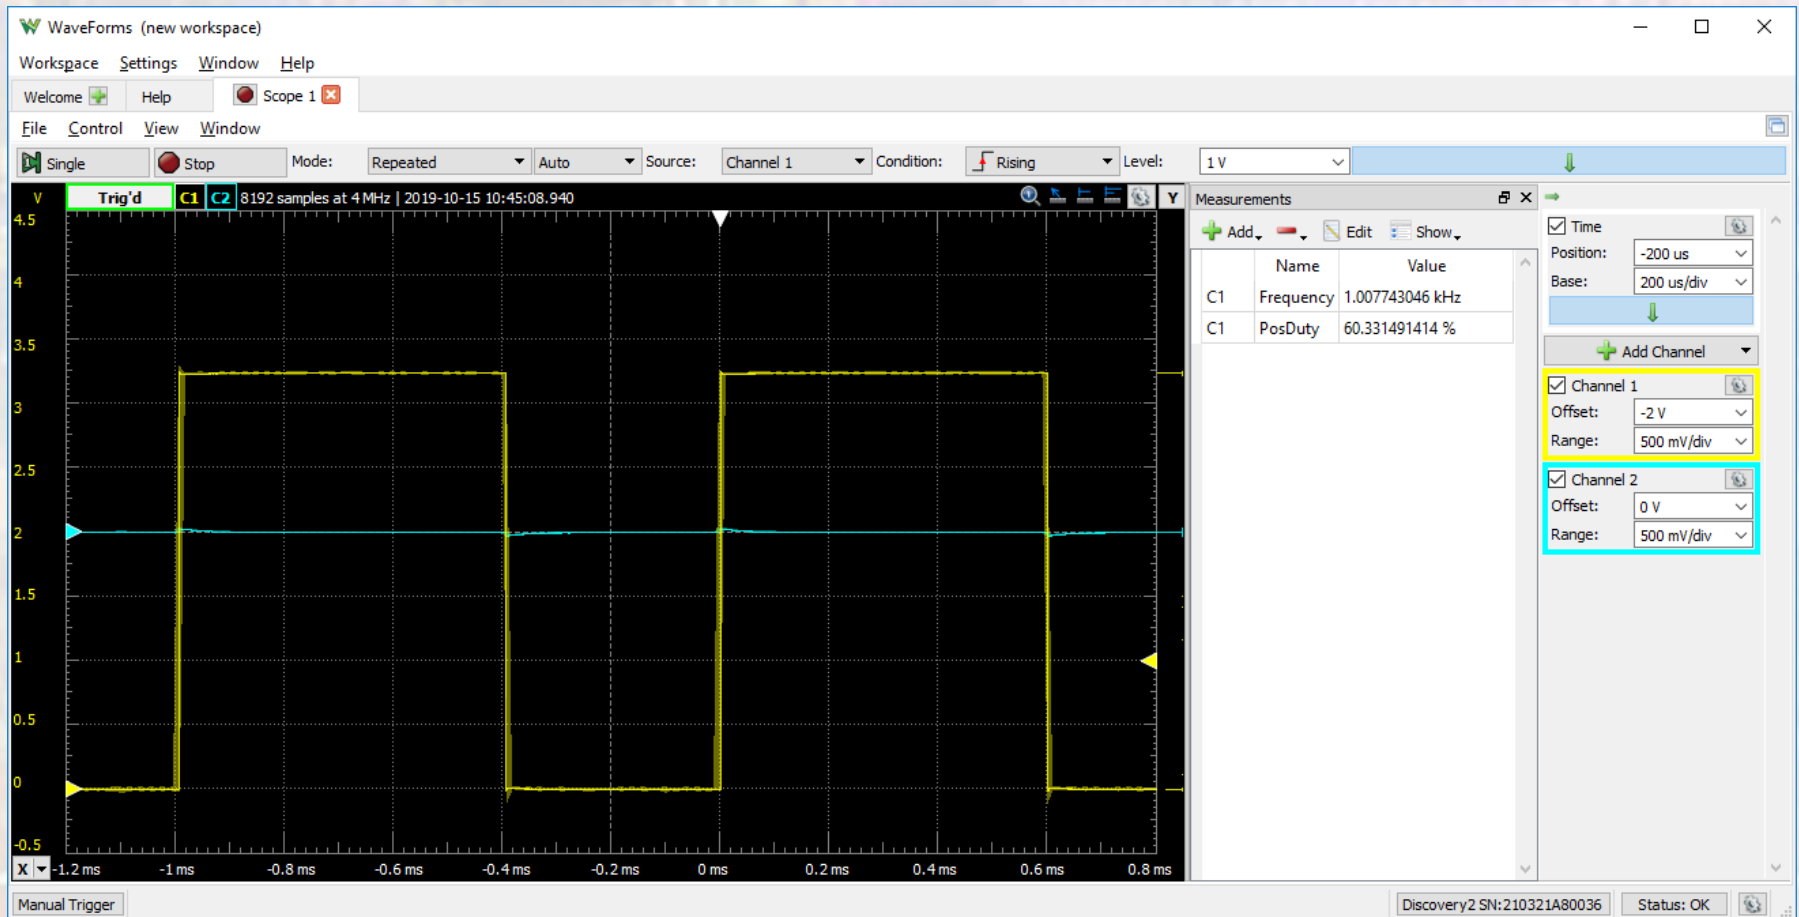 WaveForms (new workspace)
Workspace Settings Window Help
Welcome Help Scope 1
File Control View Window
Single Stop Mode: Repeated Auto Source: Channel 1 Condition: Rising Level: 1 V
V Trig'd C1 C2 8192 samples at 4 MHz | 2019-10-15 10:45:08.940 Y
4.5
4
3.5
3
2.5
2
1.5
1
0.5
0
-0.5
X -1.2 ms -1 ms -0.8 ms -0.6 ms -0.4 ms -0.2 ms 0 ms 0.2 ms 0.4 ms 0.6 ms 0.8 ms
Measurements
Add Edit Show
Name Value
C1 Frequency 1.007743046 kHz
C1 PosDuty 60.331491414 %
Time
Position: -200 us
Base: 200 us/div
Add Channel
Channel 1
Offset: -2 V
Range: 500 mV/div
Channel 2
Offset: 0 V
Range: 500 mV/div
Manual Trigger Discovery2 SN:210321A80036 Status: OK